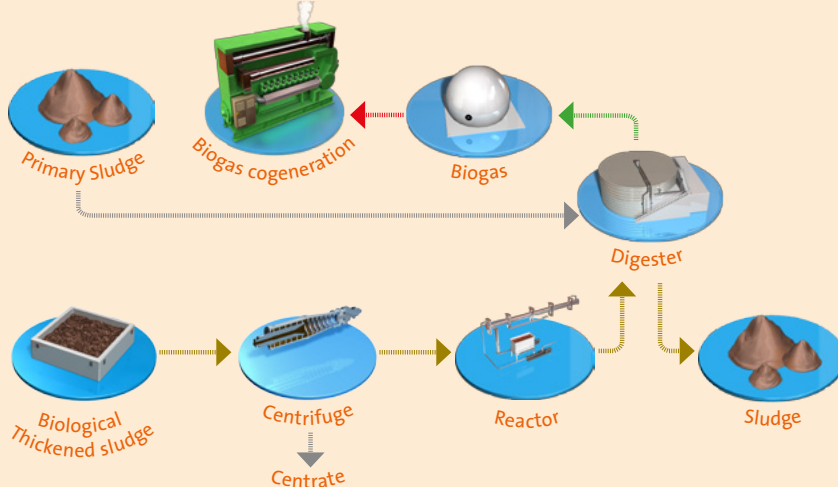 Primary Sludge
Biogas cogeneration
Biogas
Digester
Biological
Thickened sludge
Centrifuge
Reactor
Sludge
Centrate